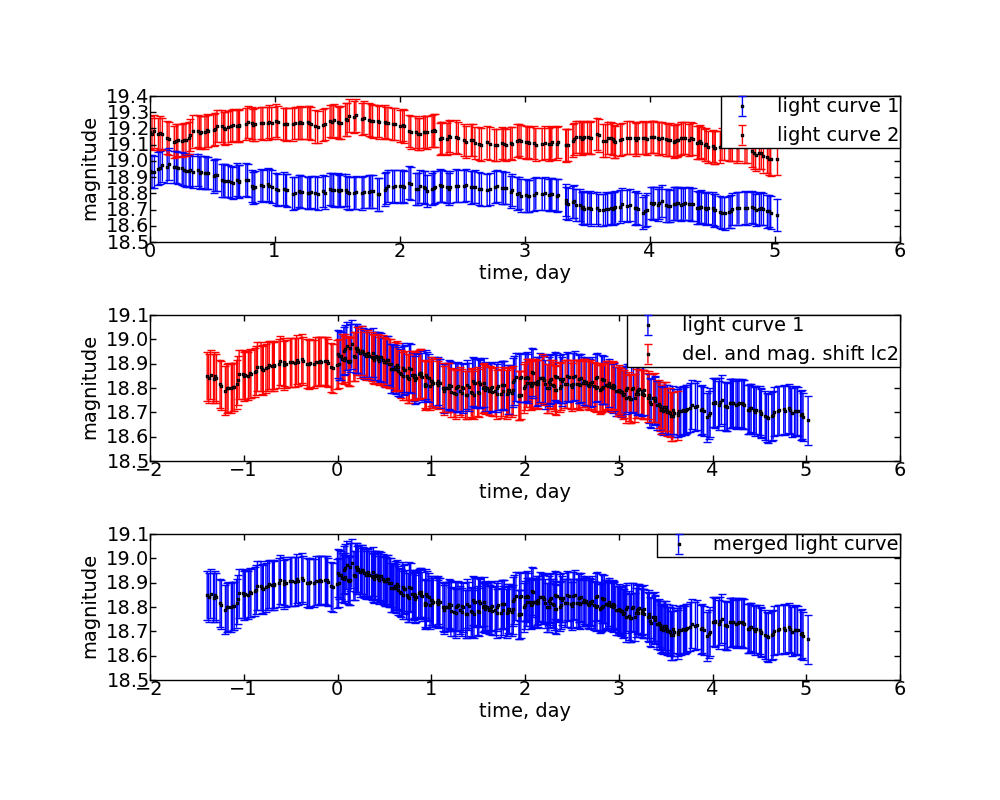 19.4
19.3
19.2
19.1
19.0
18.9
18.8
18.7
18.6
18.5
magnitude
light curve 1
light curve 2
0 1 2 3 4 5 6
time, day
19.1
19.0
18.9
18.8
18.7
18.6
18.5
magnitude
light curve 1
del. and mag. shift lc2
−2 −1 0 1 2 3 4 5 6
time, day
19.1
19.0
18.9
18.8
18.7
18.6
18.5
magnitude
merged light curve
−2 −1 0 1 2 3 4 5 6
time, day